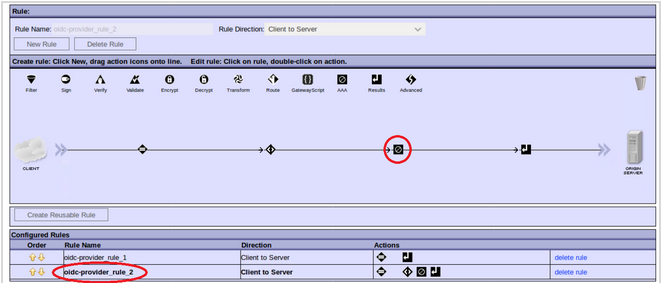 Rule:
Rule Name: oidc-provider_rule_2 Rule Direction: Client to Server
New Rule Delete Rule
Create rule: Click New, drag action icons onto line. Edit rule: Click on rule, double-click on action.
Filter Sign Verify Validate Encrypt Decrypt Transform Route GatewayScript AAA Results Advanced
CLIENT
ORIGIN
SERVER
Create Reusable Rule
Configured Rules
Order Rule Name Direction Actions
oidc-provider_rule_1 Client to Server delete rule
oidc-provider_rule_2 Client to Server delete rule